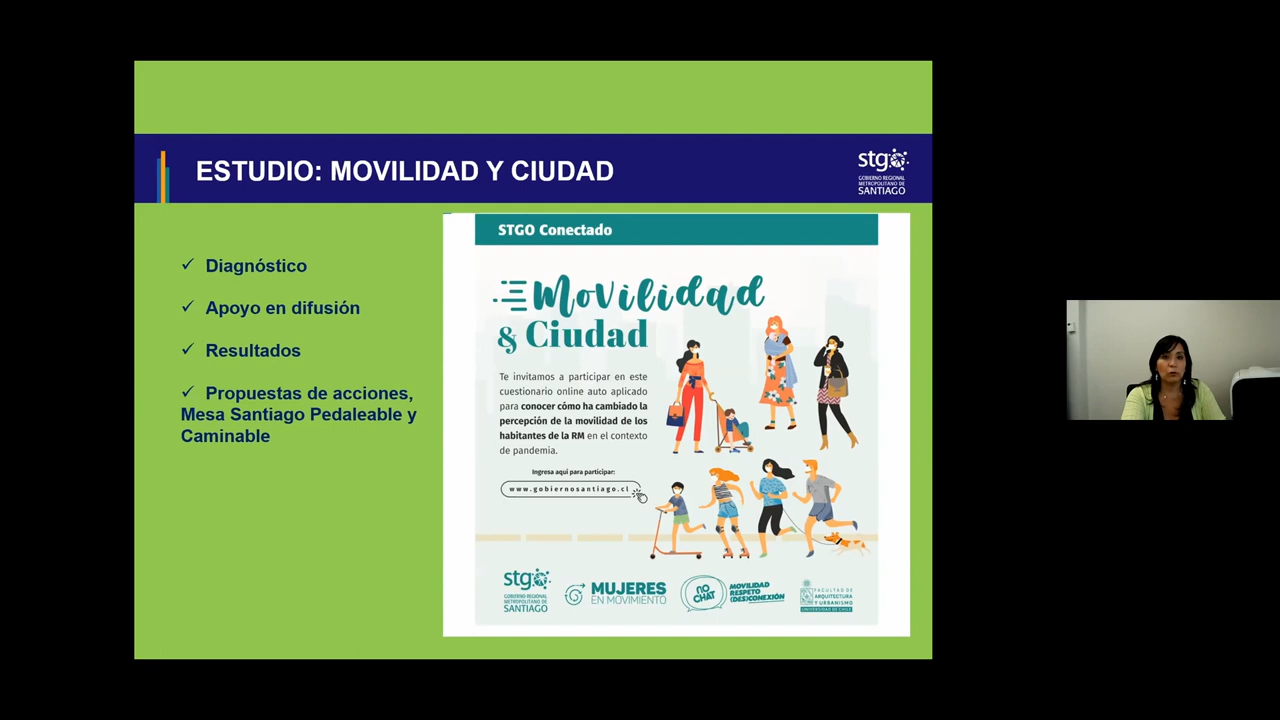 ESTUDIO: MOVILIDAD Y CIUDAD
stgo
GOBIERNO REGIONAL
METROPOLITANO DE
SANTIAGO
✓ Diagnóstico
✓ Apoyo en difusión
✓ Resultados
✓ Propuestas de acciones,
Mesa Santiago Pedaleable y
Caminable
STGO Conectado
Movilidad
& Ciudad
Te invitamos a participar en este
cuestionario online auto aplicado
para conocer cómo ha cambiado la
percepción de la movilidad de los
habitantes de la RM en el contexto
de pandemia.
Ingresa aquí para participar:
www.gobiernosantiago.cl
stgo
GOBIERNO REGIONAL
METROPOLITANO DE
SANTIAGO
MUJERES
EN MOVIMIENTO
NO
CHAT
MOVILIDAD
RESPETO
(DES)CONEXIÓN
FACULTAD DE
ARQUITECTURA
Y URBANISMO
UNIVERSIDAD DE CHILE